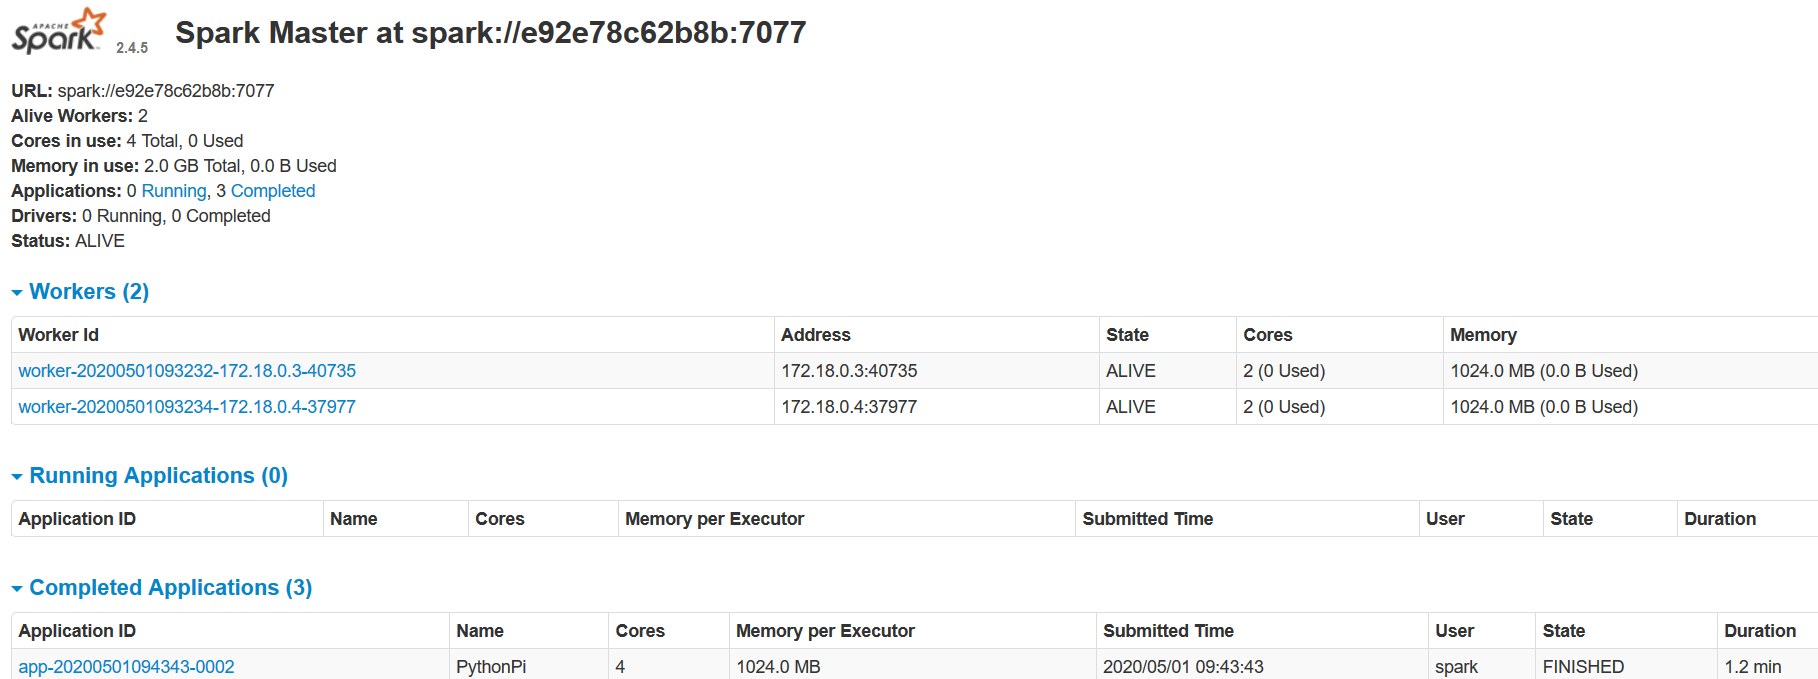 APACHE
Spark 2.4.5 Spark Master at spark://e92e78c62b8b:7077
URL: spark://e92e78c62b8b:7077
Alive Workers: 2
Cores in use: 4 Total, 0 Used
Memory in use: 2.0 GB Total, 0.0 B Used
Applications: 0 Running, 3 Completed
Drivers: 0 Running, 0 Completed
Status: ALIVE
Workers (2)
Worker Id Address State Cores Memory
worker-20200501093232-172.18.0.3-40735 172.18.0.3:40735 ALIVE 2 (0 Used) 1024.0 MB (0.0 B Used)
worker-20200501093234-172.18.0.4-37977 172.18.0.4:37977 ALIVE 2 (0 Used) 1024.0 MB (0.0 B Used)
Running Applications (0)
Application ID Name Cores Memory per Executor Submitted Time User State Duration
Completed Applications (3)
Application ID Name Cores Memory per Executor Submitted Time User State Duration
app-20200501094343-0002 PythonPi 4 1024.0 MB 2020/05/01 09:43:43 spark FINISHED 1.2 min